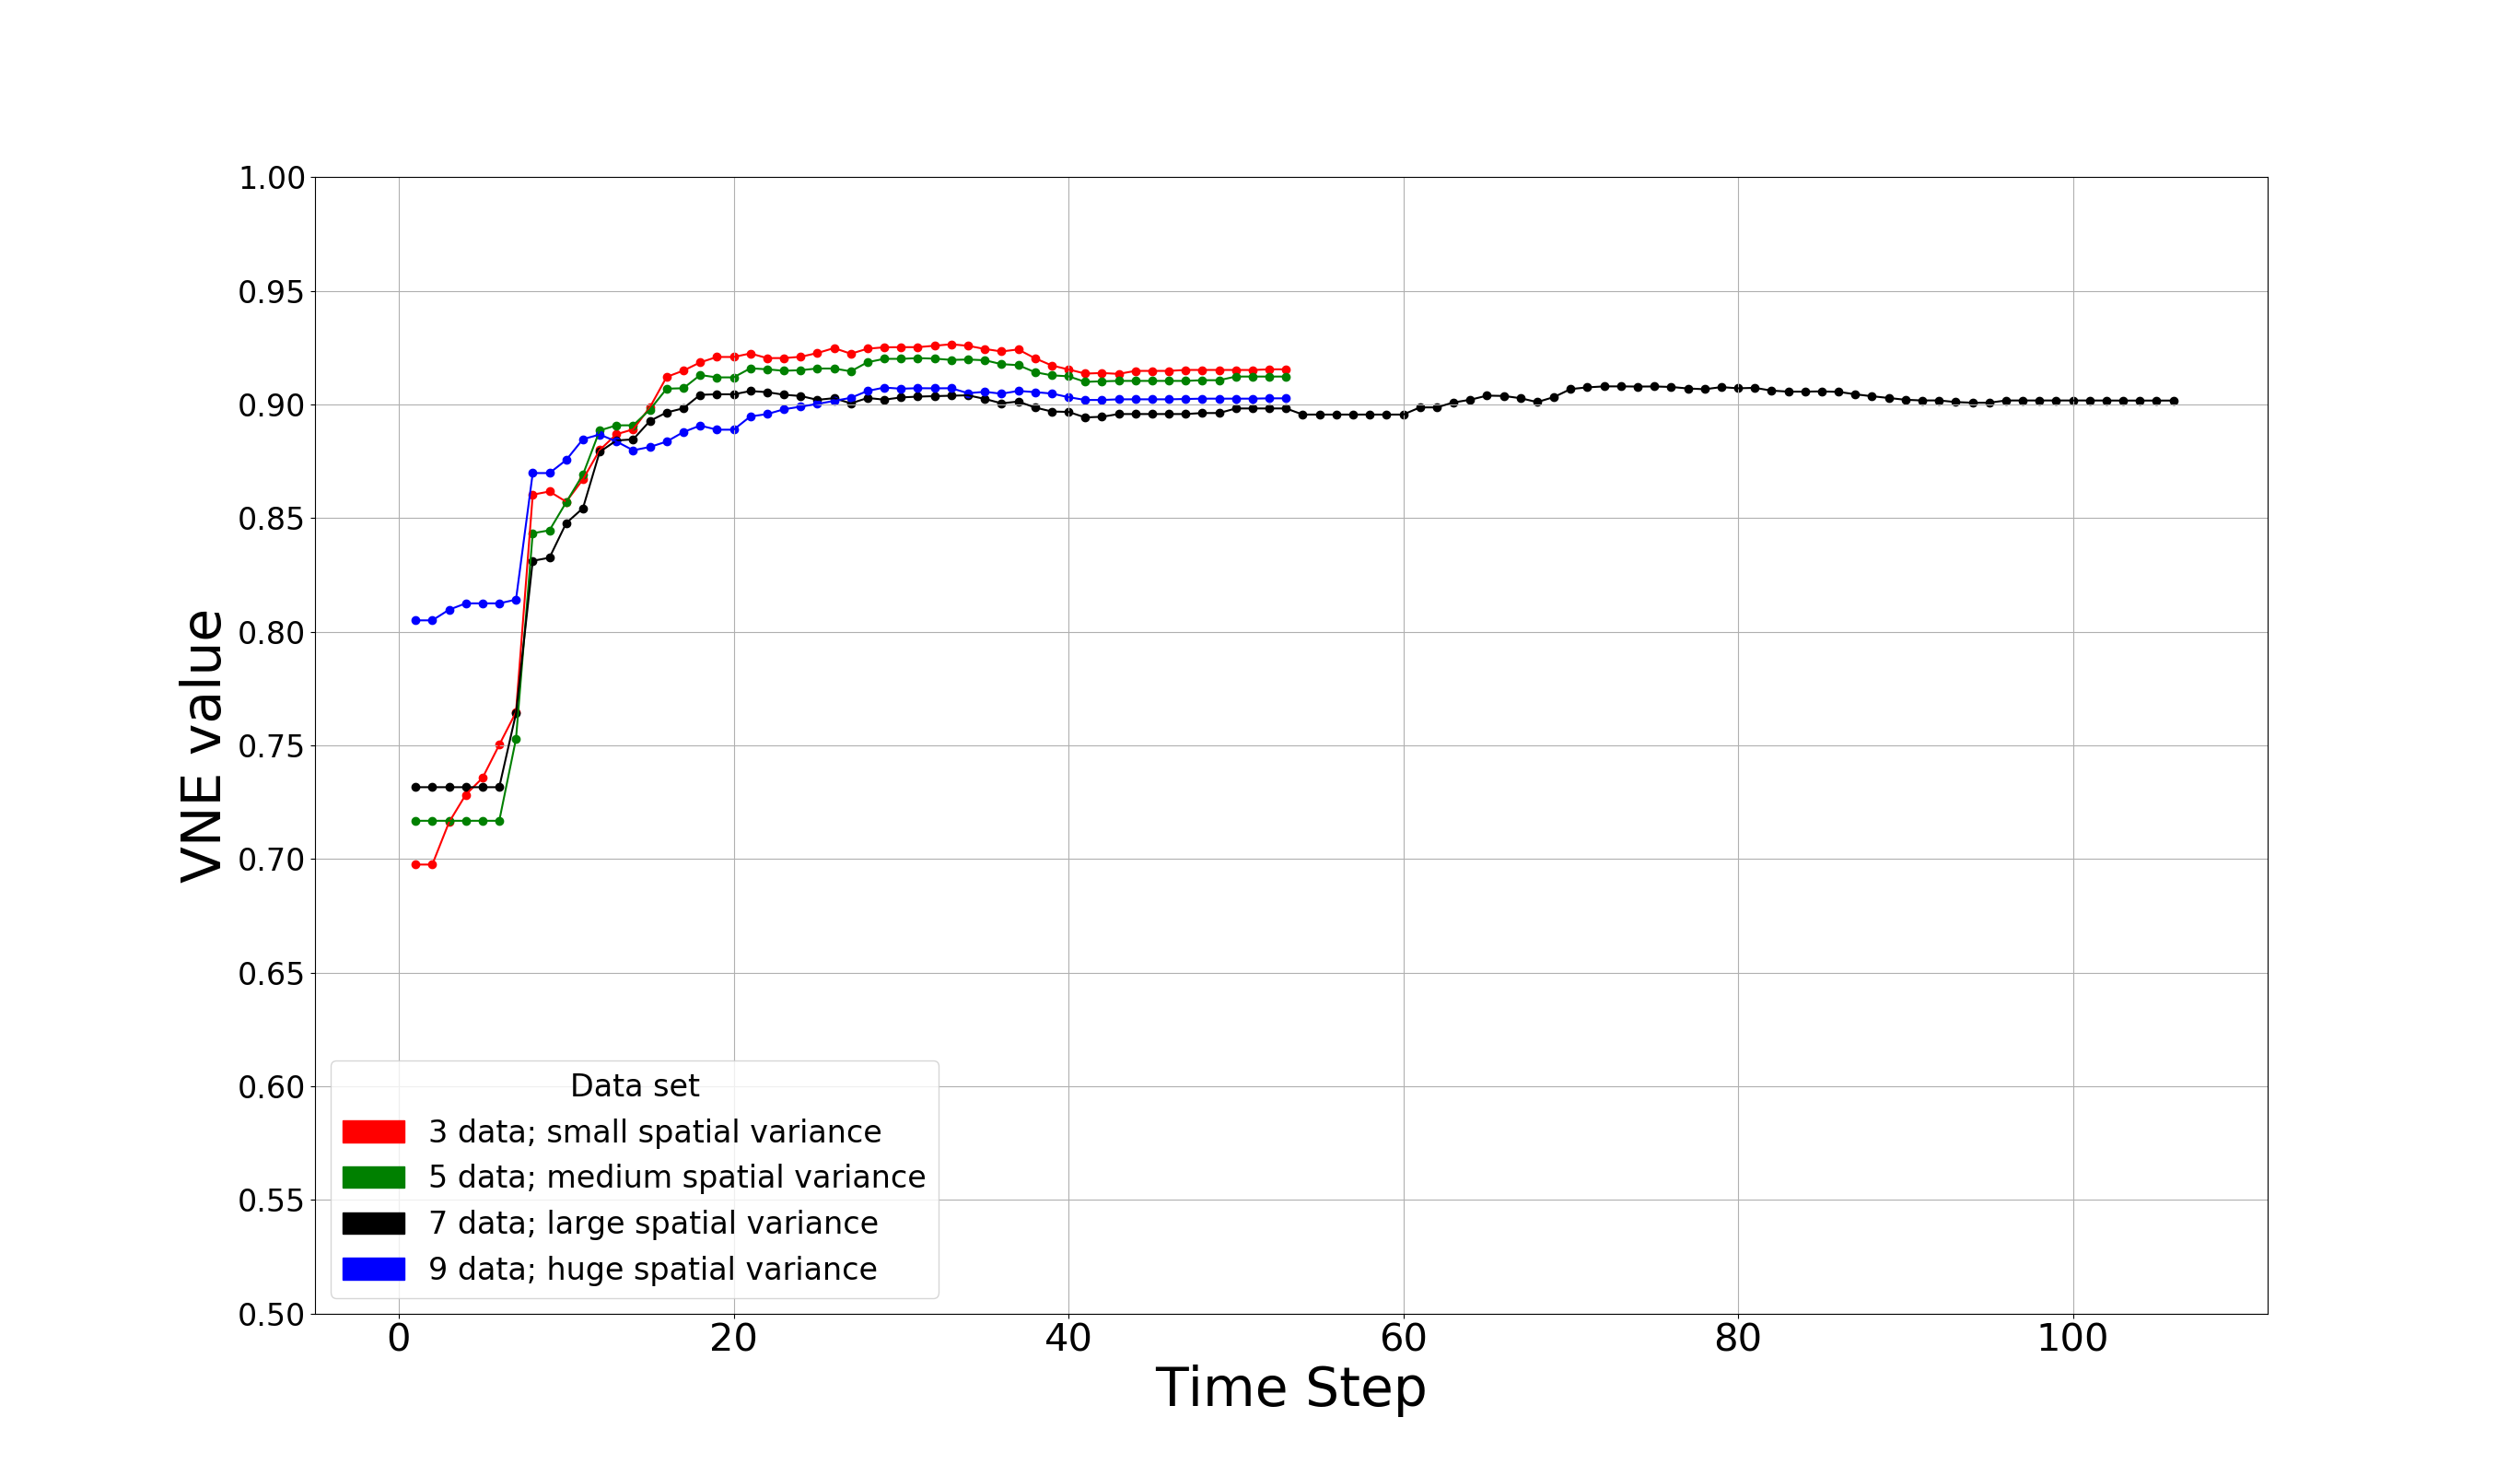 1.00
0.95
0.90
0.85
0.80
0.75
0.70
0.65
0.60
0.55
0.50
VNE value
Data set
3 data; small spatial variance
5 data; medium spatial variance
7 data; large spatial variance
9 data; huge spatial variance
0 20 40 60 80 100
Time Step